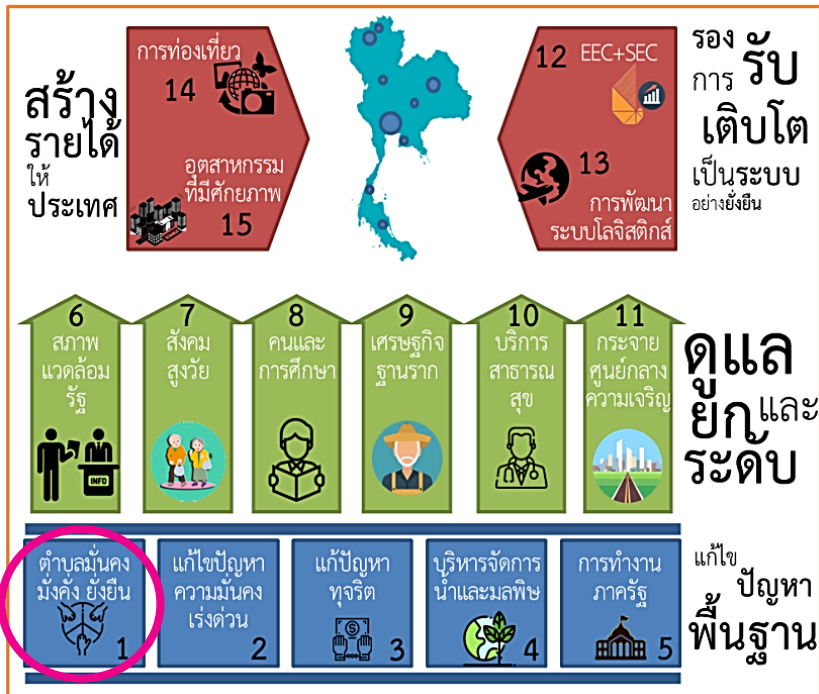 สร้าง
รายได้
ให้
ประเทศ
การท่องเที่ยว
14
อุตสาหกรรม
ที่มีศักยภาพ
15
12 EEC+SEC
13
การพัฒนา
ระบบโลจิสติกส์
รอง
การ รับ
เติบโต
เป็นระบบ
อย่างยั่งยืน
6
สภาพ
แวดล้อม
รัฐ
INFO
7
สังคม
สูงวัย
8
คนและ
การศึกษา
9
เศรษฐกิจ
ฐานราก
10
บริการ
สาธารณ
สุข
11
กระจาย
ศูนย์กลาง
ความเจริญ
ดูแล
ยก และ
ระดับ
ตำบลมั่นคง
มั่งคั่ง ยั่งยืน
1
แก้ไขปัญหา
ความมั่นคง
เร่งด่วน
2
แก้ปัญหา
ทุจริต
$
3
บริหารจัดการ
น้ำและมลพิษ
4
การทำงาน
ภาครัฐ
5
แก้ไข
ปัญหา
พื้นฐาน